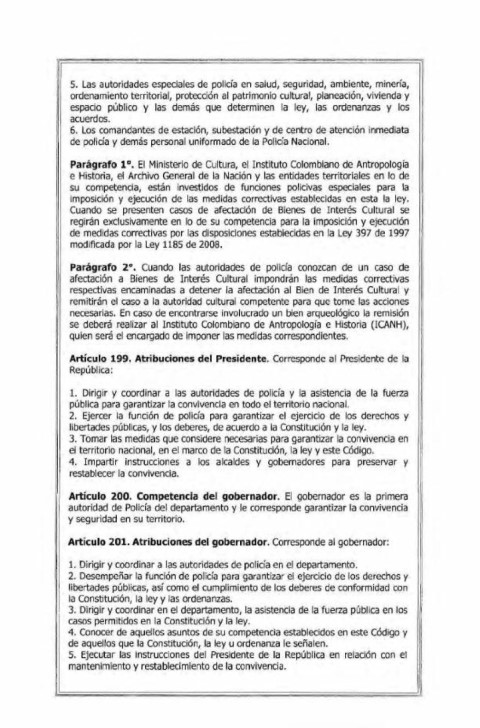 5. Las autoridades especiales de policía en salud, seguridad, ambiente, minería,
ordenamiento territorial, protección al patrimonio cultural, planeación, vivienda y
espacio público y las demás que determinen la ley, las ordenanzas y los
acuerdos.
6. Los comandantes de estación, subestación y de centro de atención inmediata
de policía y demás personal uniformado de la Policía Nacional.
Parágrafo 1°. El Ministerio de Cultura, el Instituto Colombiano de Antropología
e Historia, el Archivo General de la Nación y las entidades territoriales en lo de
su competencia, están investidos de funciones policivas especiales para la
imposición y ejecución de las medidas correctivas establecidas en esta la ley.
Cuando se presenten casos de afectación de Bienes de Interés Cultural se
regirán exclusivamente en lo de su competencia para la imposición y ejecución
de medidas correctivas por las disposiciones establecidas en la Ley 397 de 1997
modificada por la Ley 1185 de 2008.
Parágrafo 2°. Cuando las autoridades de policía conozcan de un caso de
afectación a Bienes de Interés Cultural impondrán las medidas correctivas
respectivas encaminadas a detener la afectación al Bien de Interés Cultural y
remitirán el caso a la autoridad cultural competente para que tome las acciones
necesarias. En caso de encontrarse involucrado un bien arqueológico la remisión
se deberá realizar al Instituto Colombiano de Antropología e Historia (ICANH),
quien será el encargado de imponer las medidas correspondientes.
Artículo 199. Atribuciones del Presidente. Corresponde al Presidente de la
República:
1. Dirigir y coordinar a las autoridades de policía y la asistencia de la fuerza
pública para garantizar la convivencia en todo el territorio nacional.
2. Ejercer la función de policía para garantizar el ejercicio de los derechos y
libertades públicas, y los deberes, de acuerdo a la Constitución y la ley.
3. Tomar las medidas que considere necesarias para garantizar la convivencia en
el territorio nacional, en el marco de la Constitución, la ley y este Código.
4. Impartir instrucciones a los alcaldes y gobernadores para preservar y
restablecer la convivencia.
Artículo 200. Competencia del gobernador. El gobernador es la primera
autoridad de Policía del departamento y le corresponde garantizar la convivencia
y seguridad en su territorio.
Artículo 201. Atribuciones del gobernador. Corresponde al gobernador:
1. Dirigir y coordinar a las autoridades de policía en el departamento.
2. Desempeñar la función de policía para garantizar el ejercicio de los derechos y
libertades públicas, así como el cumplimiento de los deberes de conformidad con
la Constitución, la ley y las ordenanzas.
3. Dirigir y coordinar en el departamento, la asistencia de la fuerza pública en los
casos permitidos en la Constitución y la ley.
4. Conocer de aquellos asuntos de su competencia establecidos en este Código y
de aquellos que la Constitución, la ley u ordenanza le señalen.
5. Ejecutar las instrucciones del Presidente de la República en relación con el
mantenimiento y restablecimiento de la convivencia.